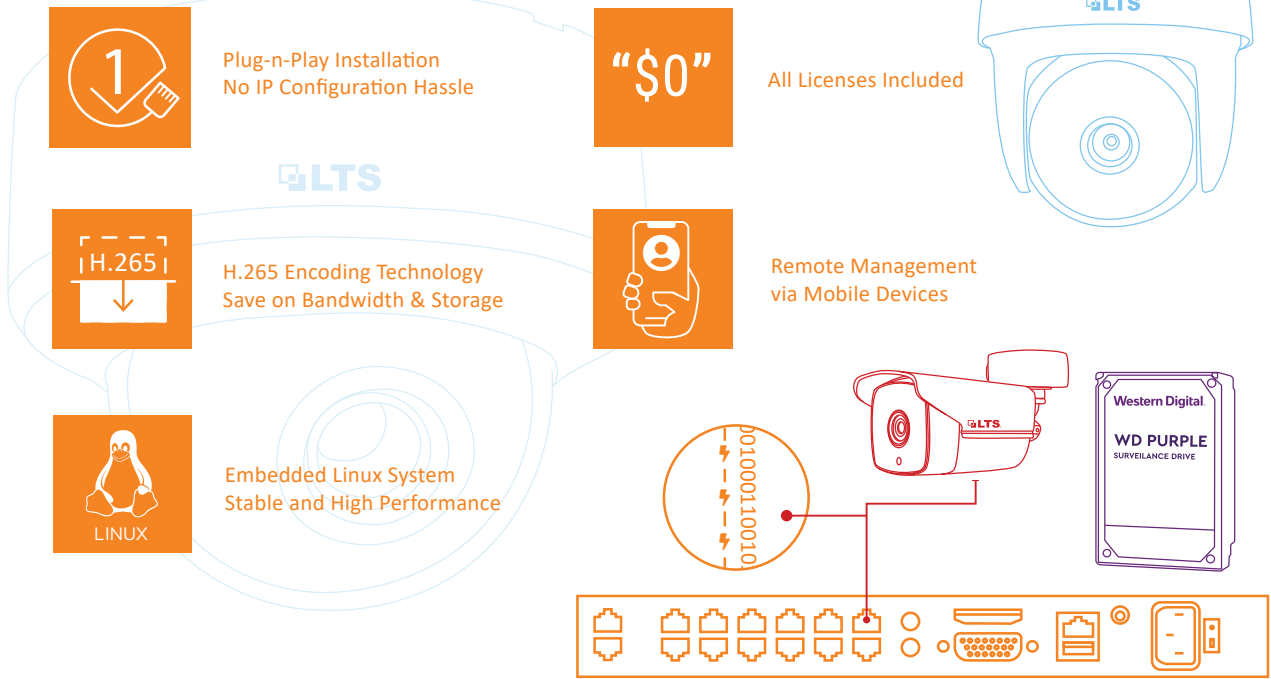 LTS
1
Plug-n-Play Installation
No IP Configuration Hassle
“$0”
All Licenses Included
LTS
H.265
H.265 Encoding Technology
Save on Bandwidth & Storage
Remote Management
via Mobile Devices
LTS
Western Digital.
WD PURPLE
SURVEILANCE DRIVE
001000110010
LINUX
Embedded Linux System
Stable and High Performance